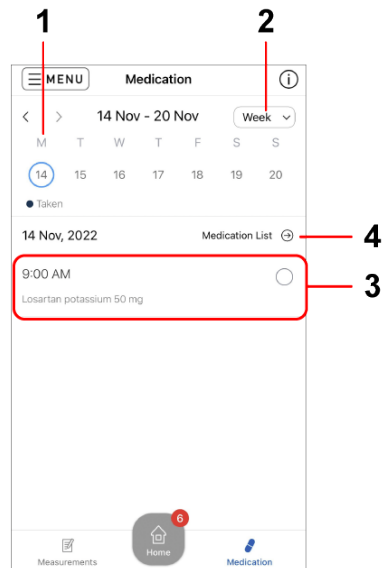 1 2
MENU Medication i
< > 14 Nov - 20 Nov Week
M T W T F S S
14 15 16 17 18 19 20
Taken
14 Nov, 2022 Medication List 4
9:00 AM
3
Losartan potassium 50 mg
6
Home
Measurements Medication